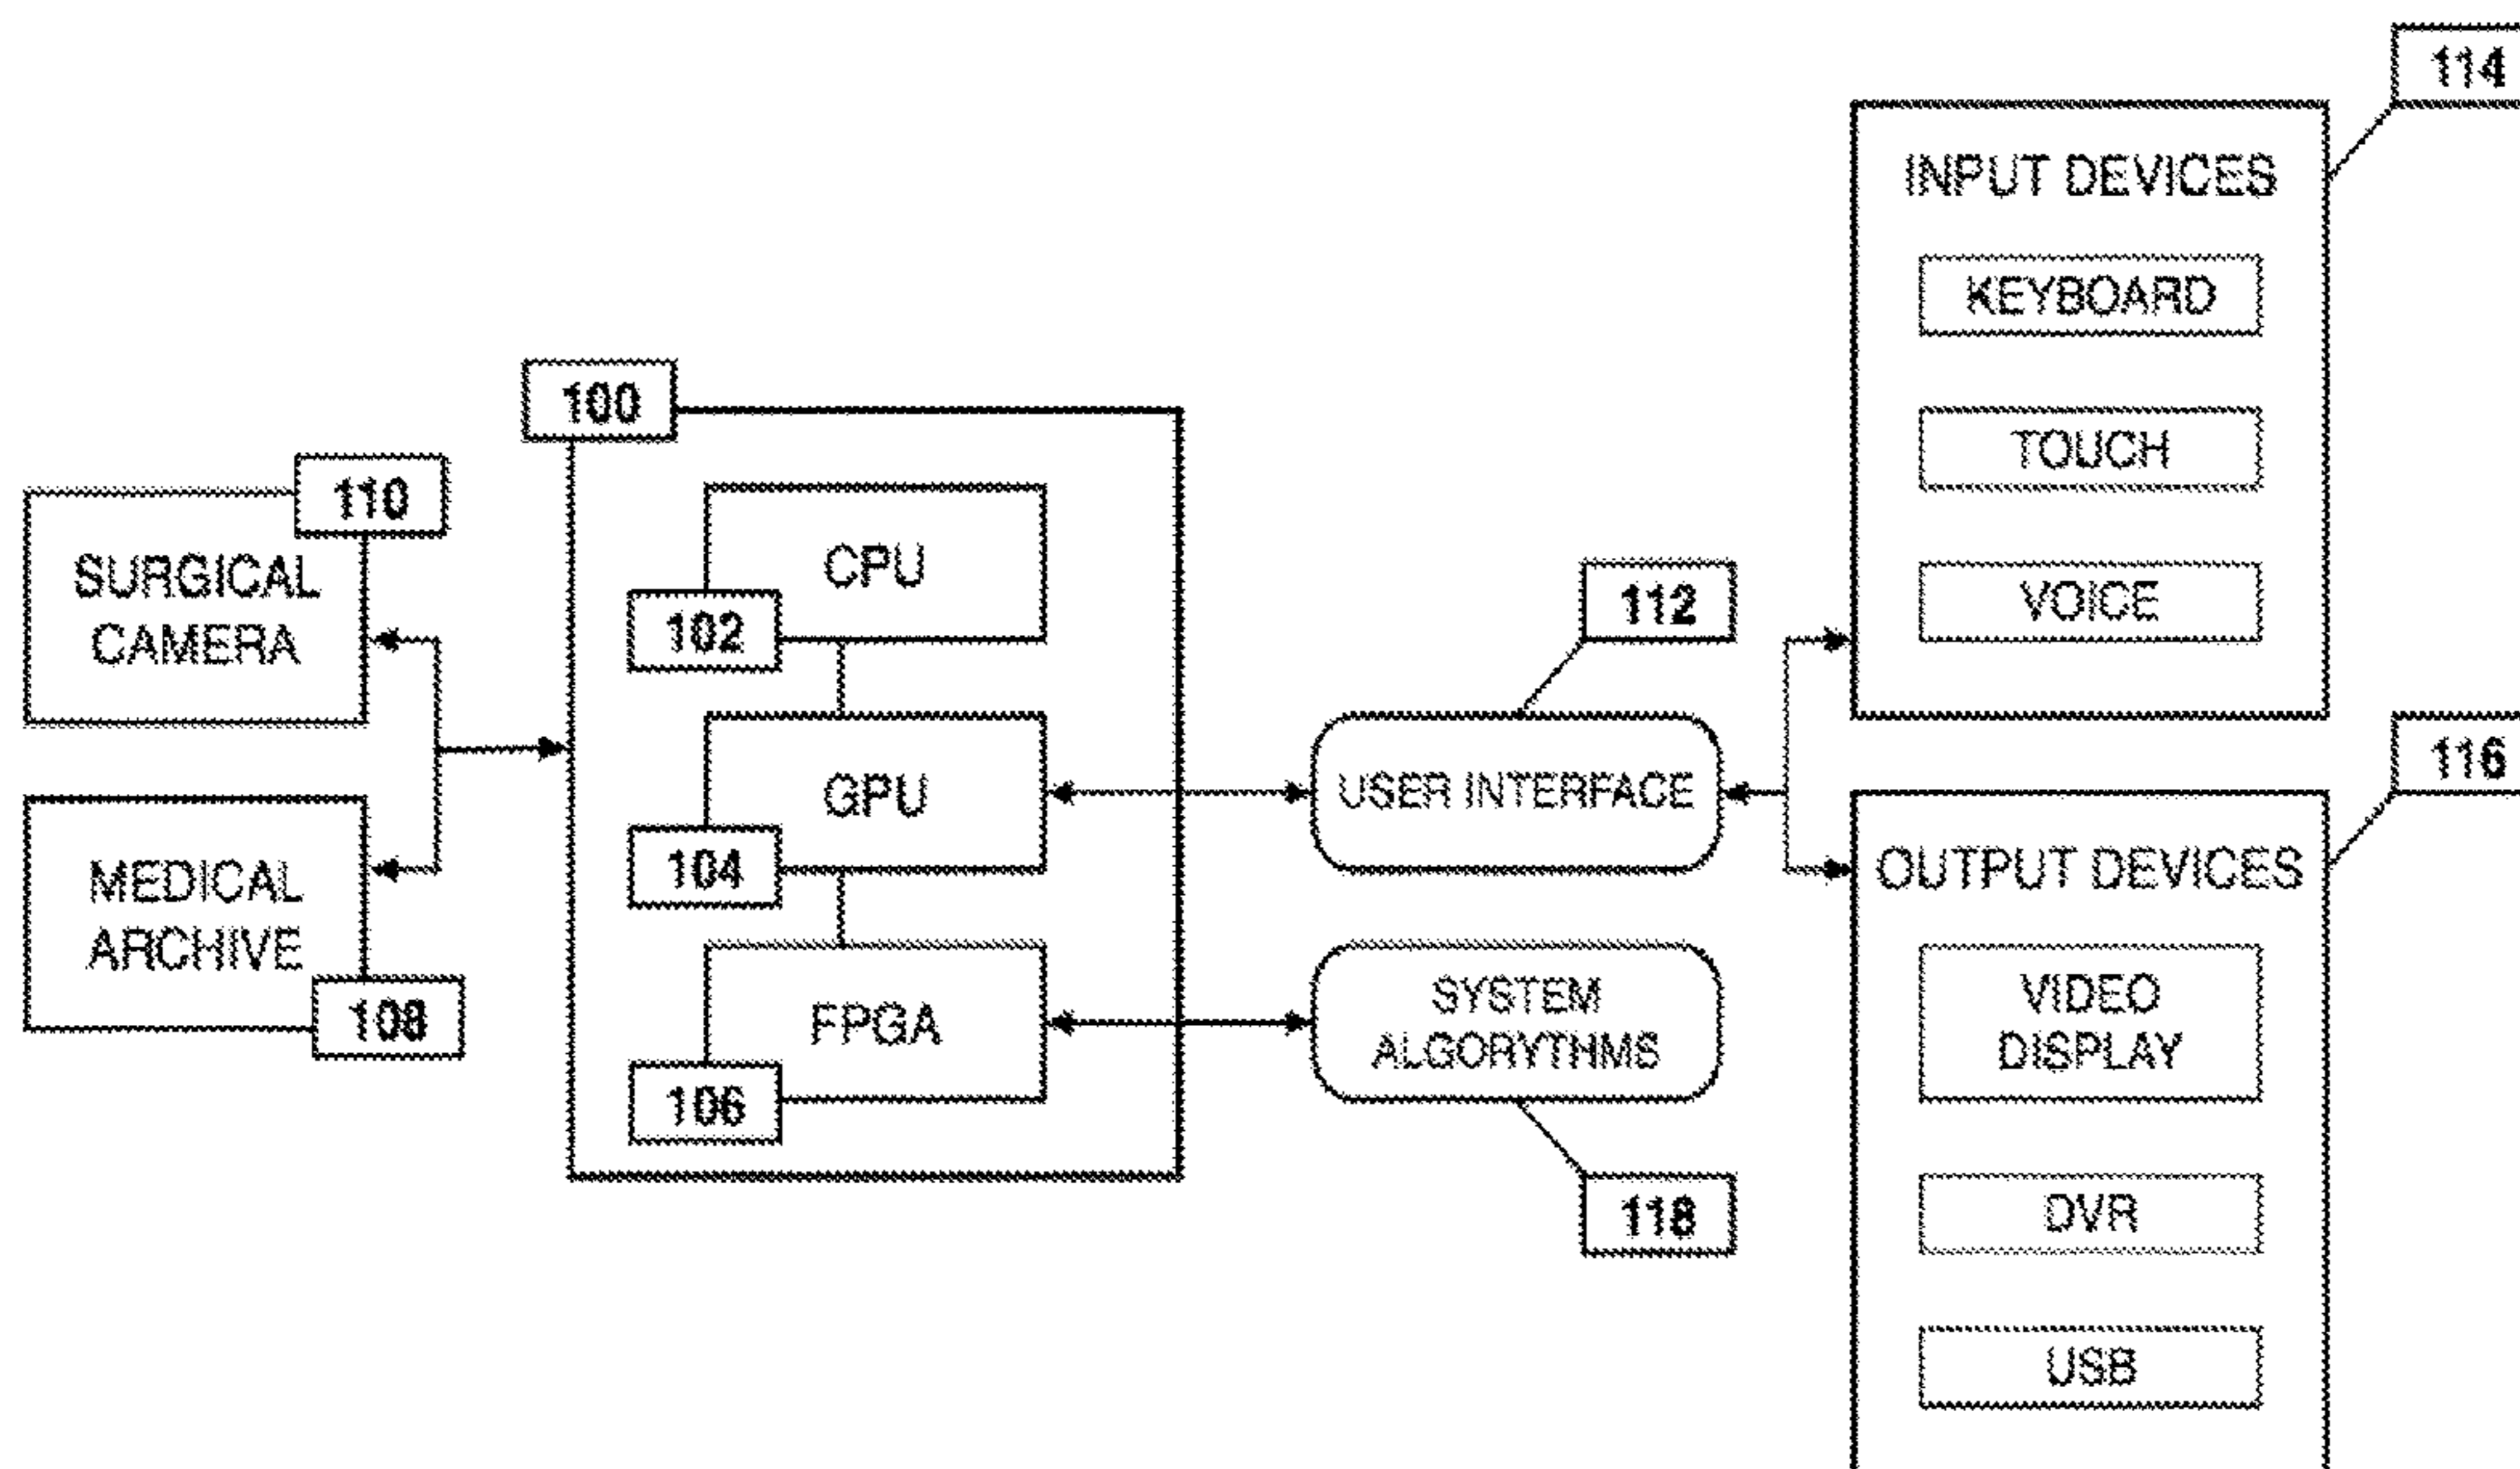 114
INPUT DEVICES
KEYBOARD
TOUCH
VOICE
100
110
SURGICAL
CAMERA
CPU
102
112
GPU
104
USER INTERFACE
116
MEDICAL
ARCHIVE
108
OUTPUT DEVICES
VIDEO
DISPLAY
DVR
USB
FPGA
106
SYSTEM
ALGORYTHMS
118